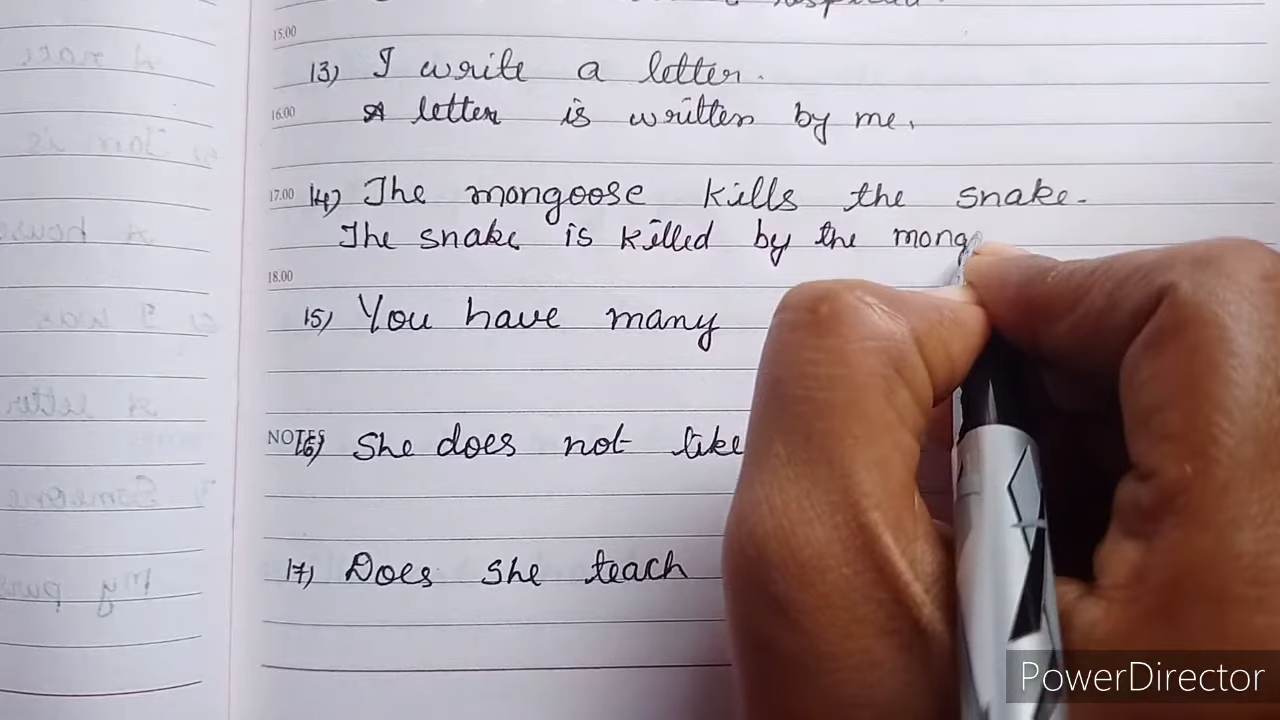 15.00
13) I write a letter.
16.00 A letter is written by me.
17.00 14) The mongoose kills the snake.
The snake is killed by the mong
18.00
15) You have many
NOTES 16) She does not like
17) Does she teach
PowerDirector